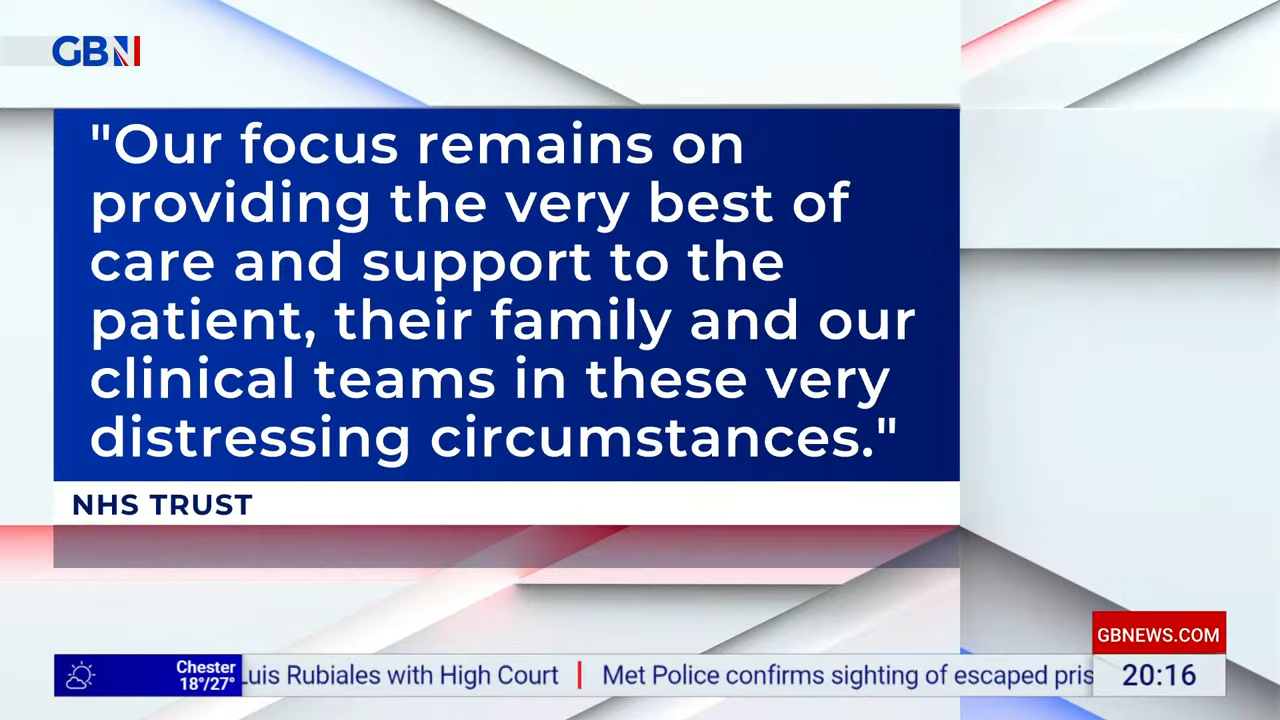 GBN
"Our focus remains on
providing the very best of
care and support to the
patient, their family and our
clinical teams in these very
distressing circumstances."
NHS TRUST
GBNEWS.COM
Chester
18°/27°
Luis Rubiales with High Court | Met Police confirms sighting of escaped pris
20:16